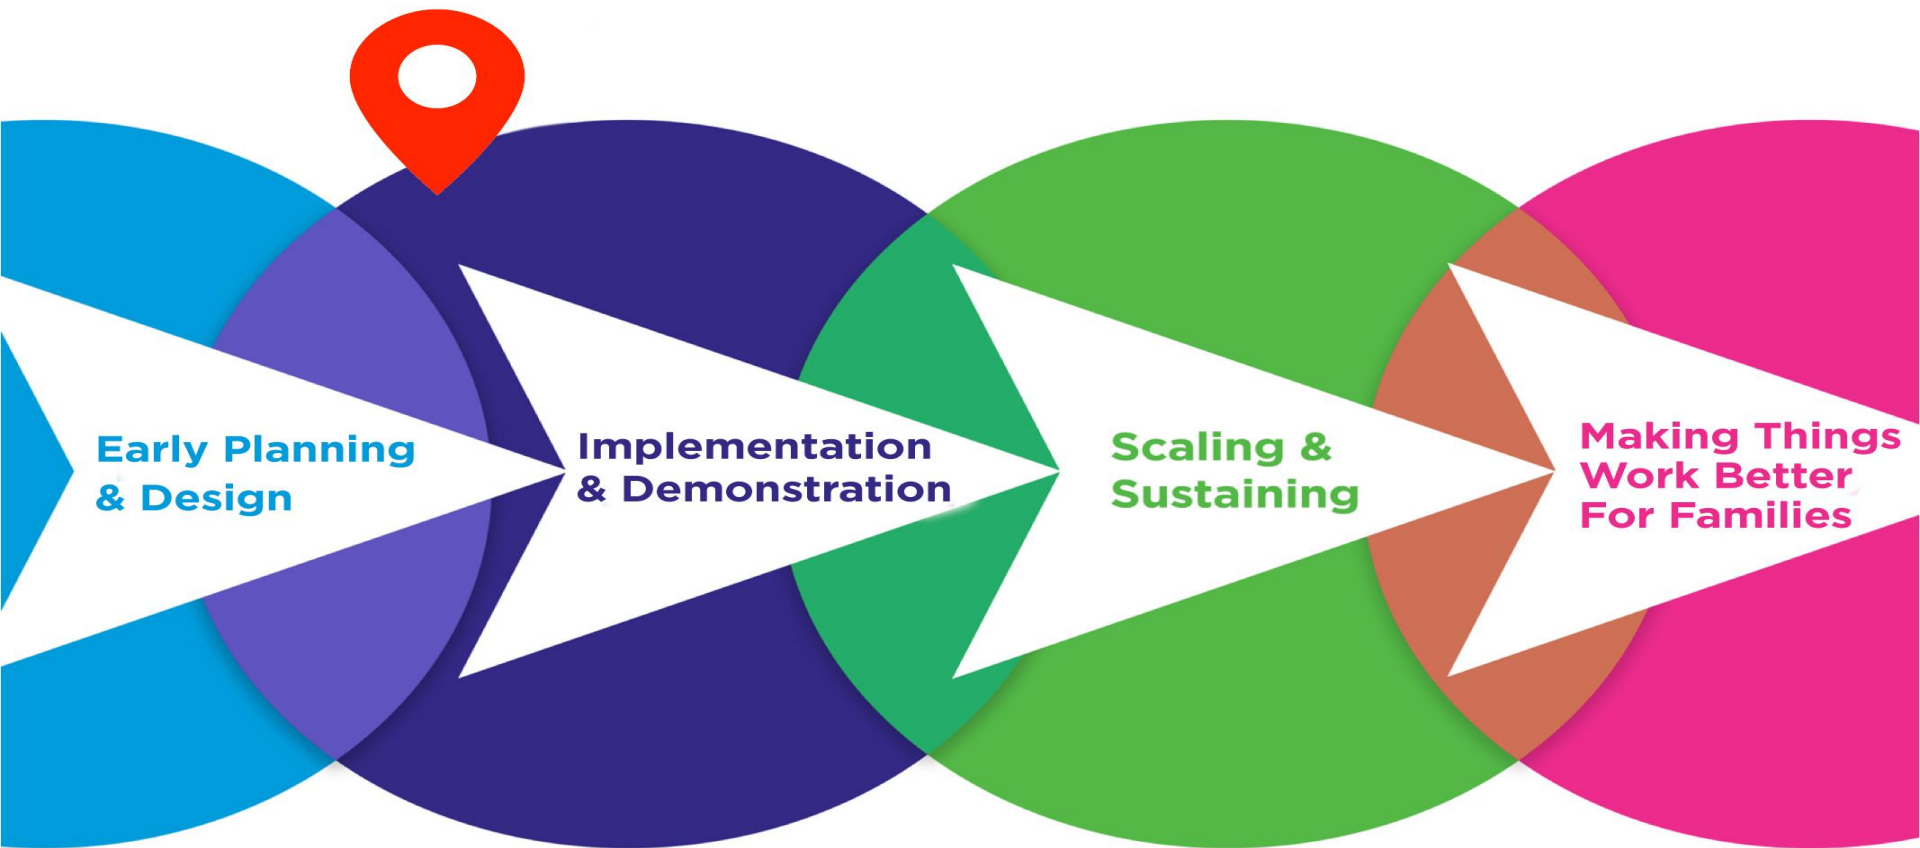 Early Planning
& Design
Implementation
& Demonstration
Scaling &
Sustaining
Making Things
Work Better
For Families